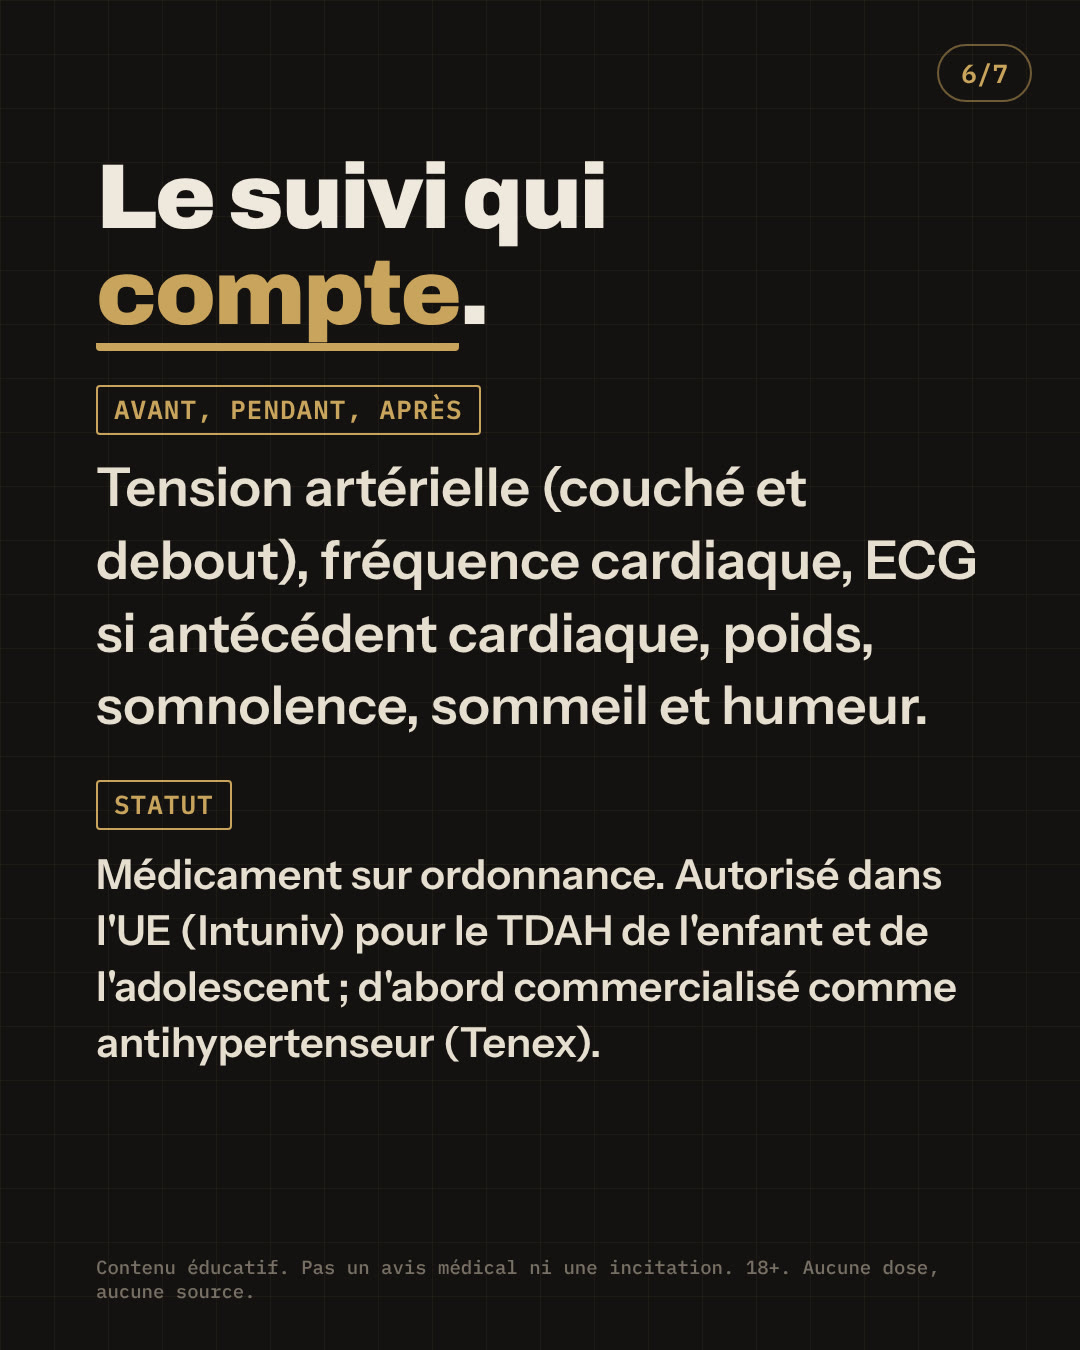 6/7
Le suivi qui
compte.
AVANT, PENDANT, APRÈS
Tension artérielle (couché et
debout), fréquence cardiaque, ECG
si antécédent cardiaque, poids,
somnolence, sommeil et humeur.
STATUT
Médicament sur ordonnance. Autorisé dans
l'UE (Intuniv) pour le TDAH de l'enfant et de
l'adolescent ; d'abord commercialisé comme
antihypertenseur (Tenex).
Contenu éducatif. Pas un avis médical ni une incitation. 18+. Aucune dose,
aucune source.